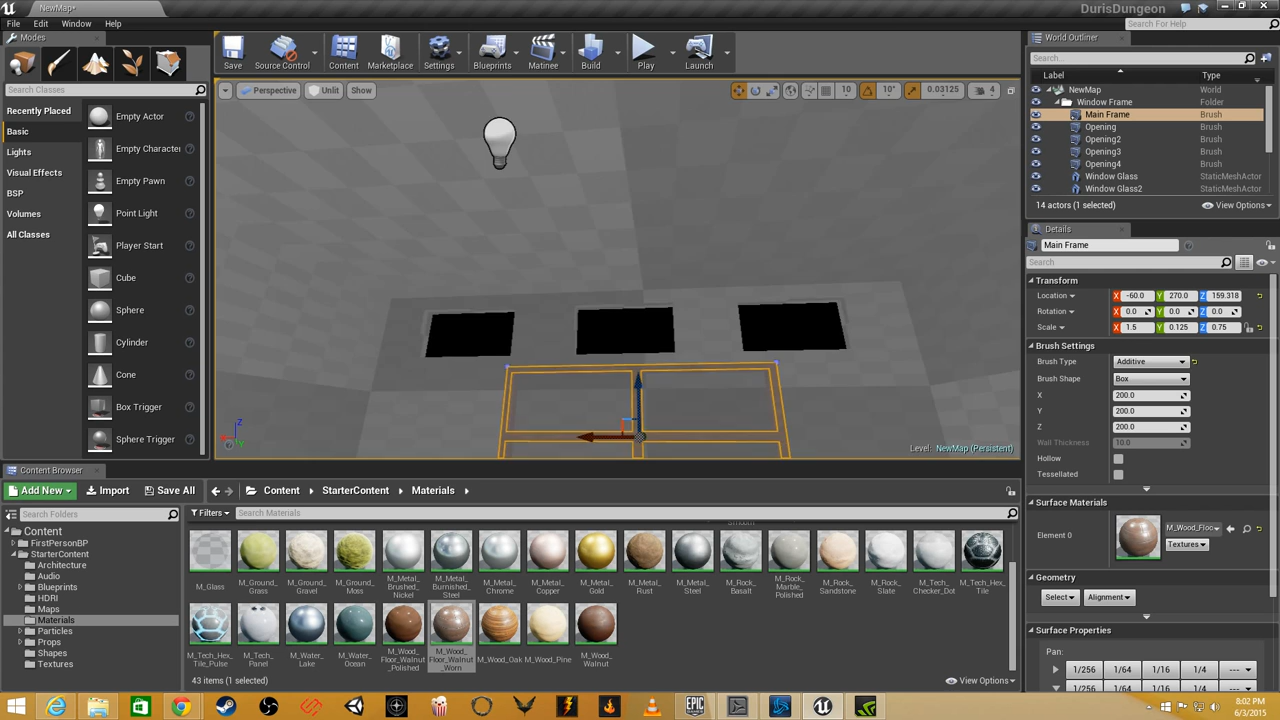 NewMap*
DurisDungeon
File Edit Window Help
Search For Help
Modes
World Outliner
Save Source Control Content Marketplace Settings Blueprints Matinee Build Play Launch
Search...
Label Type
Search Classes
Perspective Unlit Show 10 10° 0.03125 4
NewMap World
Window Frame Folder
Main Frame Brush
Opening Brush
Opening2 Brush
Opening3 Brush
Opening4 Brush
Window Glass StaticMeshActor
Window Glass2 StaticMeshActor
14 actors (1 selected) View Options
Recently Placed
Basic
Lights
Visual Effects
BSP
Volumes
All Classes
Empty Actor
Empty Character
Empty Pawn
Point Light
Player Start
Cube
Sphere
Cylinder
Cone
Box Trigger
Sphere Trigger
Z
X
Y
Level: NewMap (Persistent)
Details
Main Frame
Search
Transform
Location X -60.0 Y 270.0 Z 159.318
Rotation X 0.0 Y 0.0 Z 0.0
Scale X 1.5 Y 0.125 Z 0.75
Brush Settings
Brush Type Additive
Brush Shape Box
X 200.0
Y 200.0
Z 200.0
Wall Thickness 10.0
Hollow
Tessellated
Surface Materials
Element 0 M_Wood_Floo
Textures
Geometry
Select Alignment
Surface Properties
Pan:
1/256 1/64 1/16 1/4 ---
1/256 1/64 1/16 1/4 ---
Content Browser
Add New Import Save All Content StarterContent Materials
Search Folders
Filters Search Materials
Content
FirstPersonBP
StarterContent
Architecture
Audio
Blueprints
HDRI
Maps
Materials
Particles
Props
Shapes
Textures
Smooth
M_Glass
M_Ground_Grass
M_Ground_Gravel
M_Ground_Moss
M_Metal_Brushed_Nickel
M_Metal_Burnished_Steel
M_Metal_Chrome
M_Metal_Copper
M_Metal_Gold
M_Metal_Rust
M_Metal_Steel
M_Rock_Basalt
M_Rock_Marble_Polished
M_Rock_Sandstone
M_Rock_Slate
M_Tech_Checker_Dot
M_Tech_Hex_Tile
M_Tech_Hex_Tile_Pulse
M_Tech_Panel
M_Water_Lake
M_Water_Ocean
M_Wood_Floor_Walnut_Polished
M_Wood_Floor_Walnut_Worn
M_Wood_Oak
M_Wood_Pine
M_Wood_Walnut
43 items (1 selected) View Options
EPIC GAMES
8:02 PM
6/3/2015